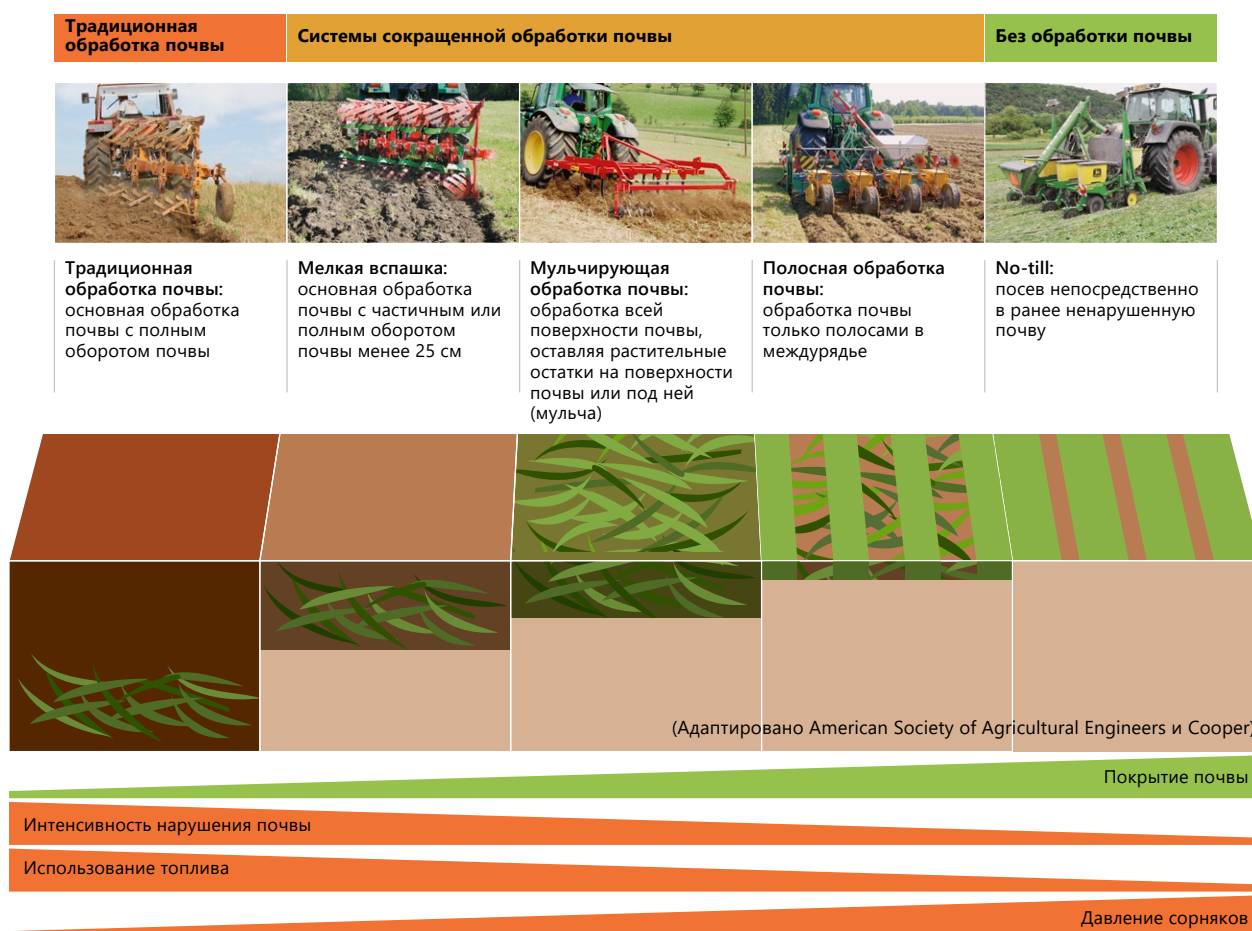 Традиционная
обработка почвы
Системы сокращенной обработки почвы
Без обработки почвы
Традиционная
обработка почвы:
основная обработка
почвы с полным
оборотом почвы
Мелкая вспашка:
основная обработка
почвы с частичным или
полным оборотом
почвы менее 25 см
Мульчирующая
обработка почвы:
обработка всей
поверхности почвы,
оставляя растительные
остатки на поверхности
почвы или под ней
(мульча)
Полосная обработка
почвы:
обработка почвы
только полосами в
междурядье
No-till:
посев непосредственно
в ранее ненарушенную
почву
(Адаптировано American Society of Agricultural Engineers и Cooper)
Покрытие почвы
Интенсивность нарушения почвы
Использование топлива
Давление сорняков